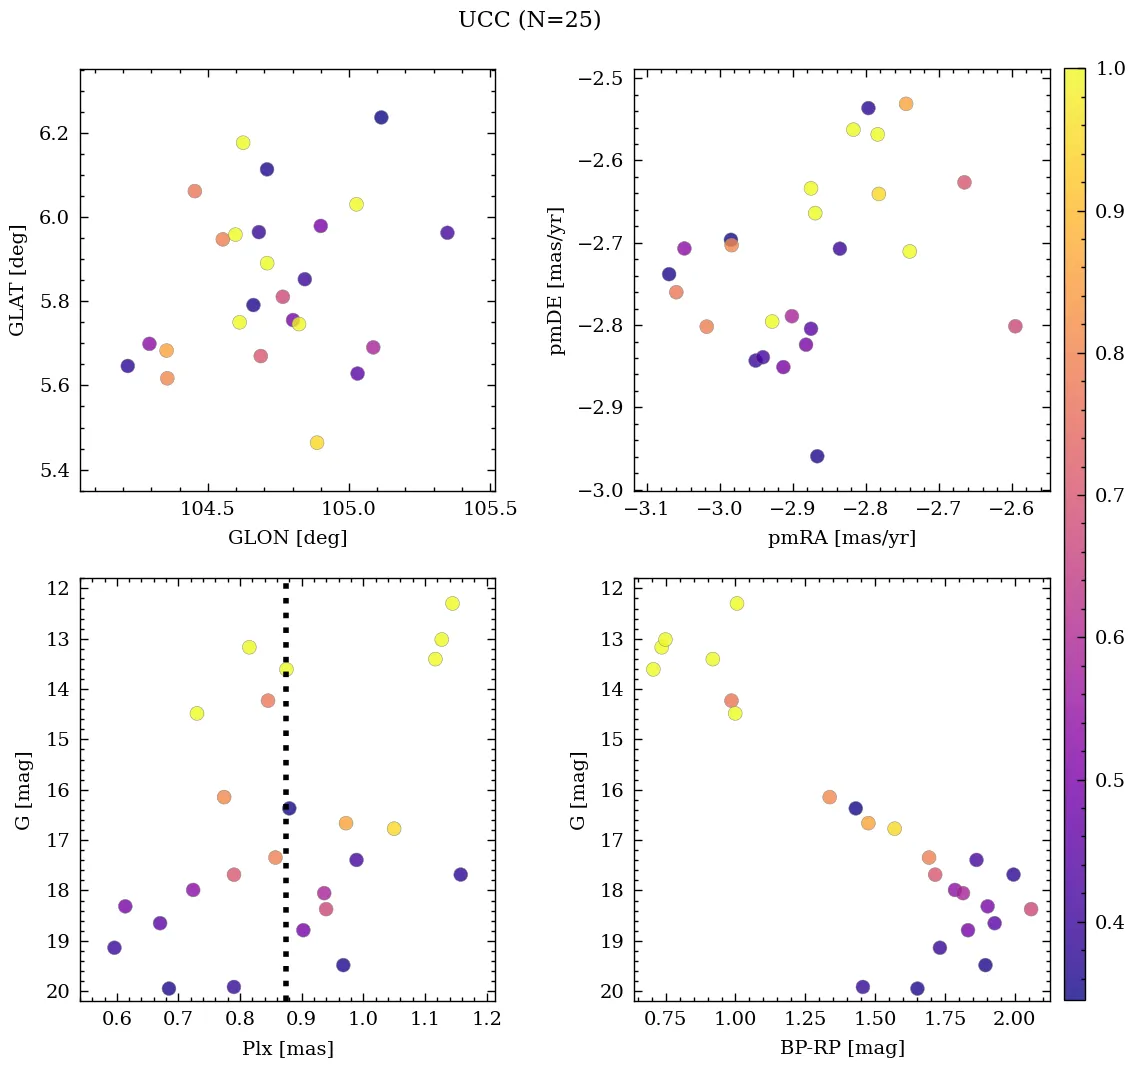 UCC (N=25)
6.2
6.0
5.8
5.6
5.4
GLAT [deg]
104.5 105.0 105.5
GLON [deg]
−2.5
−2.6
−2.7
−2.8
−2.9
−3.0
pmDE [mas/yr]
−3.1 −3.0 −2.9 −2.8 −2.7 −2.6
pmRA [mas/yr]
12
13
14
15
16
17
18
19
20
G [mag]
0.6 0.7 0.8 0.9 1.0 1.1 1.2
Plx [mas]
12
13
14
15
16
17
18
19
20
G [mag]
0.75 1.00 1.25 1.50 1.75 2.00
BP-RP [mag]
1.0
0.9
0.8
0.7
0.6
0.5
0.4